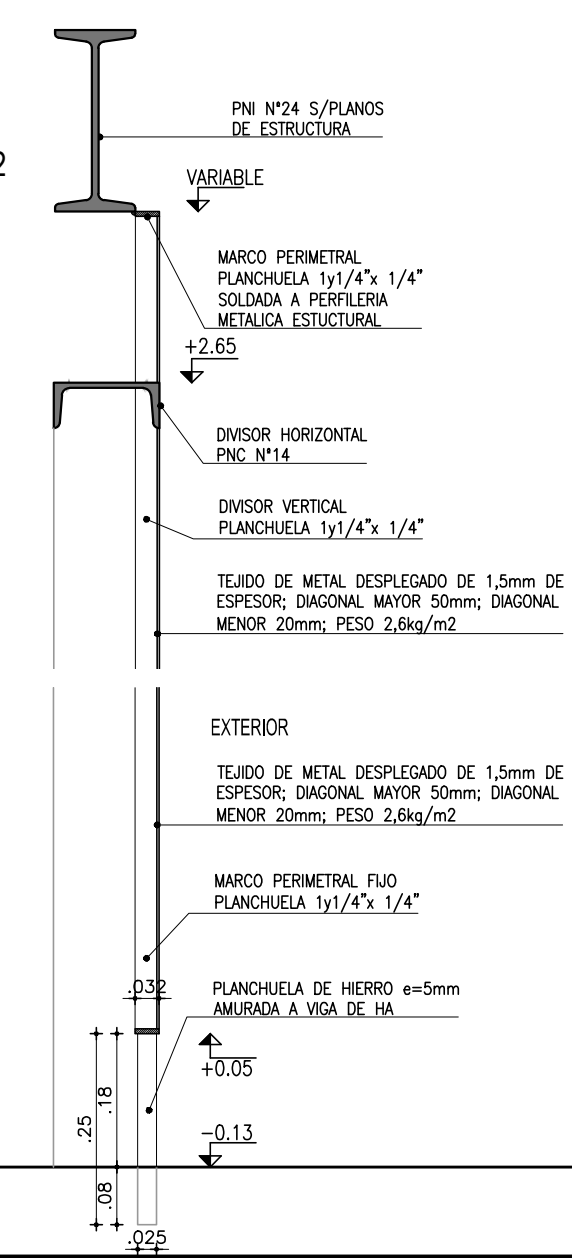 PNI N°24 S/PLANOS
DE ESTRUCTURA
2
VARIABLE
MARCO PERIMETRAL
PLANCHUELA 1y1/4"x 1/4"
SOLDADA A PERFILERIA
METALICA ESTUCTURAL
+2.65
DIVISOR HORIZONTAL
PNC N°14
DIVISOR VERTICAL
PLANCHUELA 1y1/4"x 1/4"
TEJIDO DE METAL DESPLEGADO DE 1,5mm DE
ESPESOR; DIAGONAL MAYOR 50mm; DIAGONAL
MENOR 20mm; PESO 2,6kg/m2
EXTERIOR
TEJIDO DE METAL DESPLEGADO DE 1,5mm DE
ESPESOR; DIAGONAL MAYOR 50mm; DIAGONAL
MENOR 20mm; PESO 2,6kg/m2
MARCO PERIMETRAL FIJO
PLANCHUELA 1y1/4"x 1/4"
.032
PLANCHUELA DE HIERRO e=5mm
AMURADA A VIGA DE HA
+0.05
.18
.25
-0.13
.08
.025